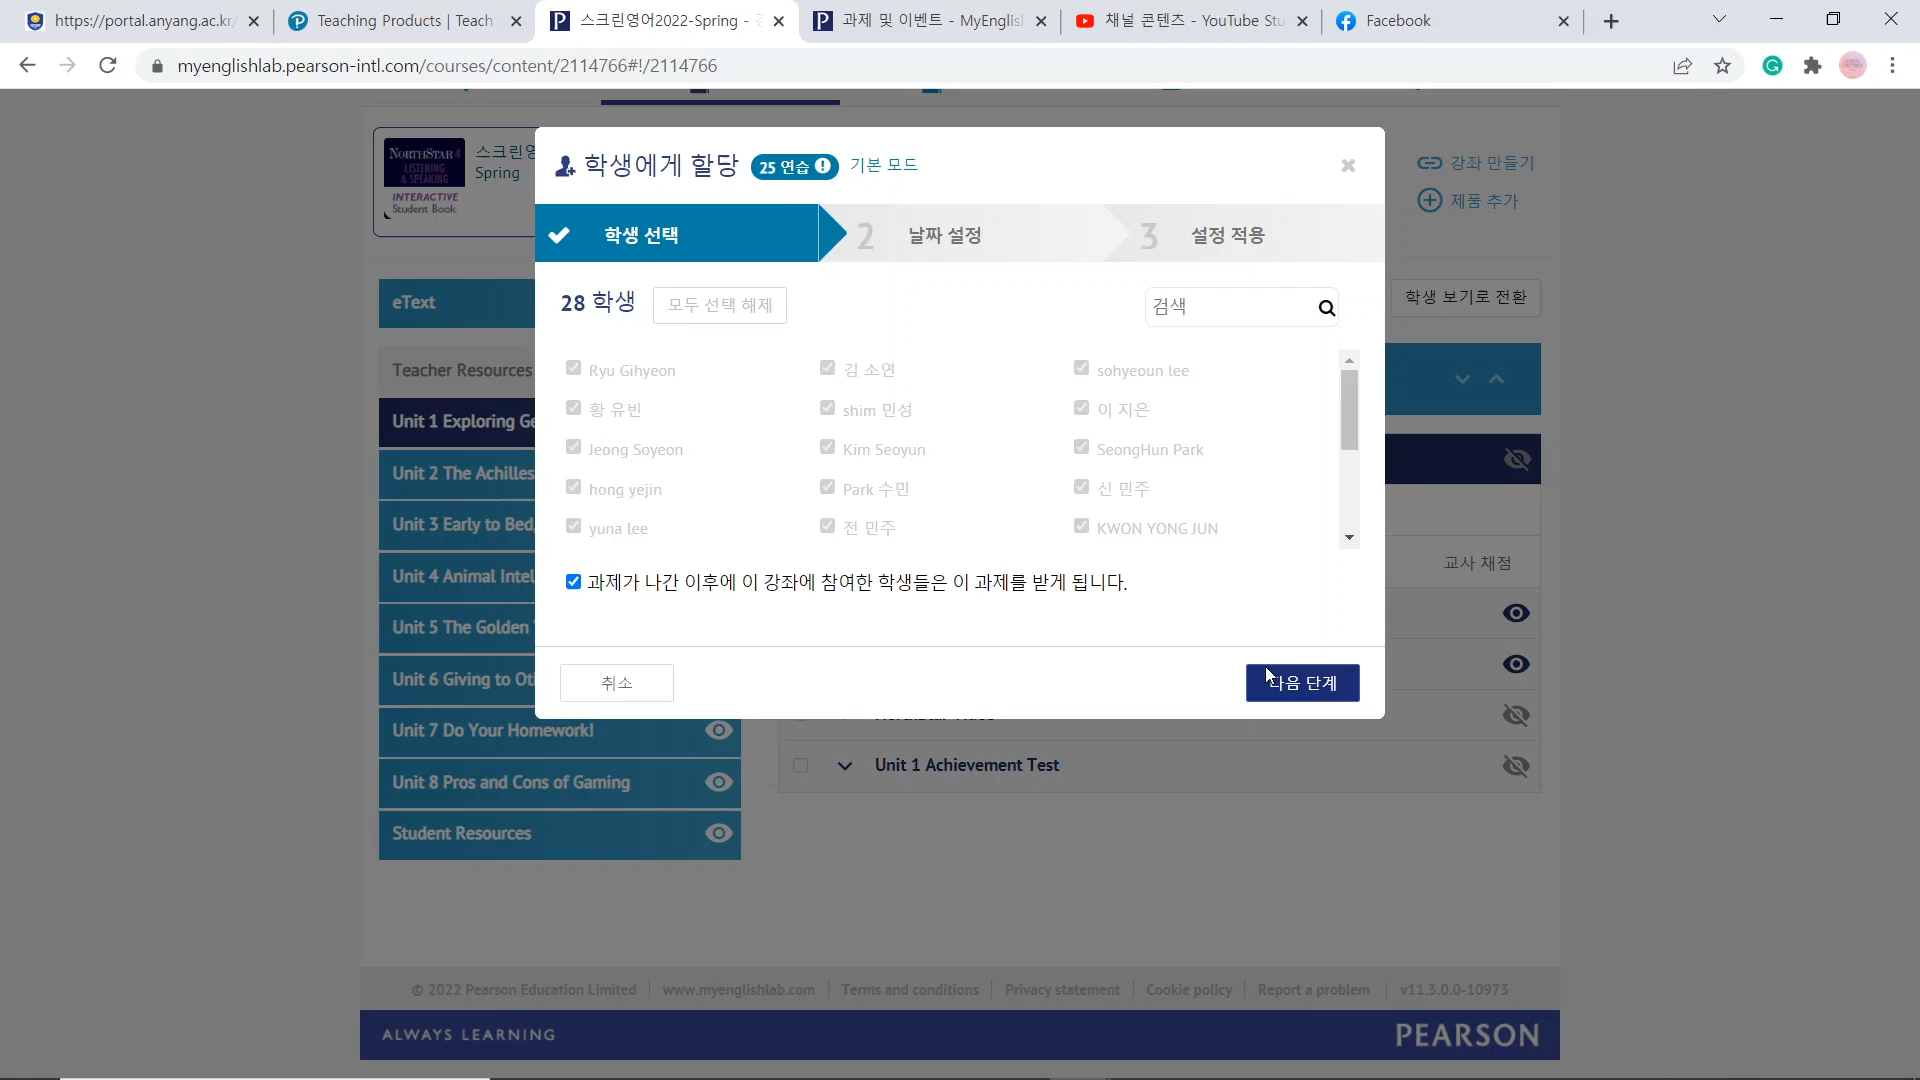 https://portal.anyang.ac.kr/
Teaching Products | Teach
스크린영어2022-Spring -
과제 및 이벤트 - MyEnglish
채널 콘텐츠 - YouTube Stu
Facebook
myenglishlab.pearson-intl.com/courses/content/2114766#!/2114766
NORTHSTAR 4
LISTENING
& SPEAKING
INTERACTIVE
Student Book
스크린영
Spring
학생에게 할당
25 연습
기본 모드
강좌 만들기
제품 추가
학생 선택
2 날짜 설정
3 설정 적용
28 학생
모두 선택 해제
검색
Ryu Gihyeon
김 소연
sohyeoun lee
황 유빈
shim 민성
이 지은
Jeong Soyeon
Kim Seoyun
SeongHun Park
hong yejin
Park 수민
신 민주
yuna lee
전 민주
KWON YONG JUN
과제가 나간 이후에 이 강좌에 참여한 학생들은 이 과제를 받게 됩니다.
취소
다음 단계
eText
학생 보기로 전환
Teacher Resources
Unit 1 Exploring Ge
Unit 2 The Achilles
Unit 3 Early to Bed,
Unit 4 Animal Intel
교사 채점
Unit 5 The Golden
Unit 6 Giving to Ot
Unit 7 Do Your Homework!
Unit 8 Pros and Cons of Gaming
Student Resources
Unit 1 Achievement Test
© 2022 Pearson Education Limited
www.myenglishlab.com
Terms and conditions
Privacy statement
Cookie policy
Report a problem
v11.3.0.0-10973
ALWAYS LEARNING
PEARSON